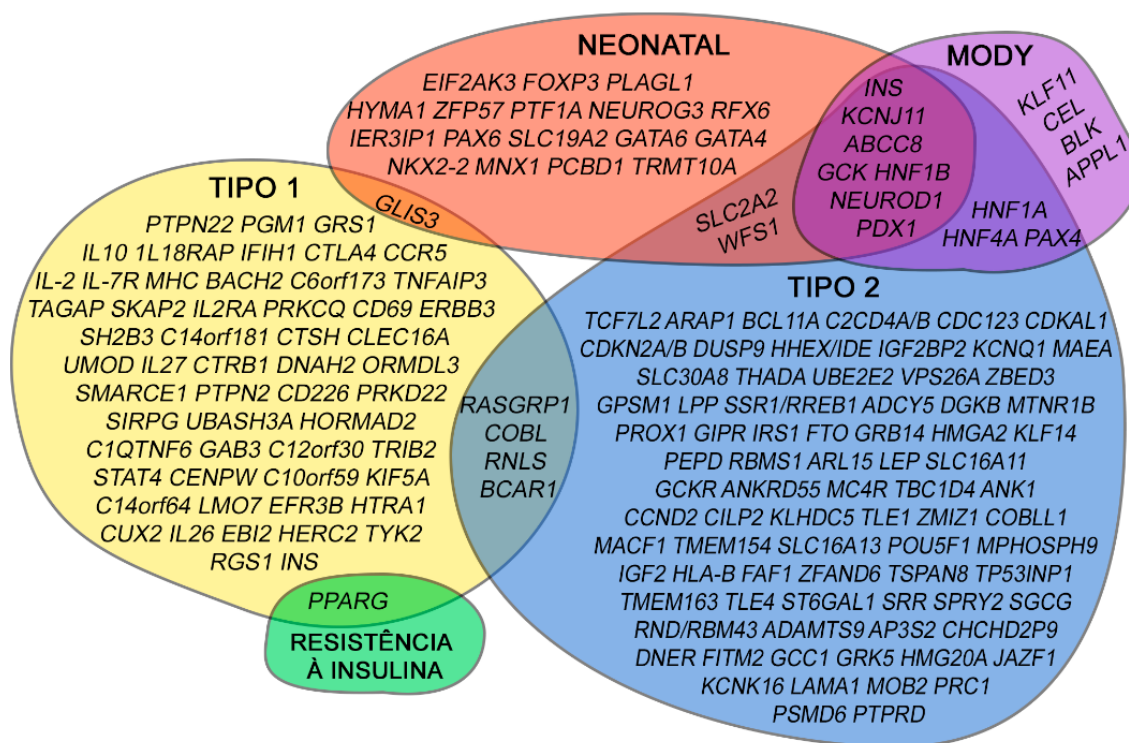 NEONATAL
EIF2AK3 FOXP3 PLAGL1
HYMA1 ZFP57 PTF1A NEUROG3 RFX6
IER3IP1 PAX6 SLC19A2 GATA6 GATA4
NKX2-2 MNX1 PCBD1 TRMT10A
MODY
KLF11
CEL
BLK
APPL1
INS
KCNJ11
ABCC8
GCK HNF1B
NEUROD1
PDX1
HNF1A
HNF4A PAX4
SLC2A2
WFS1
GLIS3
TIPO 1
PTPN22 PGM1 GRS1
IL10 1L18RAP IFIH1 CTLA4 CCR5
IL-2 IL-7R MHC BACH2 C6orf173 TNFAIP3
TAGAP SKAP2 IL2RA PRKCQ CD69 ERBB3
SH2B3 C14orf181 CTSH CLEC16A
UMOD IL27 CTRB1 DNAH2 ORMDL3
SMARCE1 PTPN2 CD226 PRKD22
SIRPG UBASH3A HORMAD2
C1QTNF6 GAB3 C12orf30 TRIB2
STAT4 CENPW C10orf59 KIF5A
C14orf64 LMO7 EFR3B HTRA1
CUX2 IL26 EBI2 HERC2 TYK2
RGS1 INS
RASGRP1
COBL
RNLS
BCAR1
TIPO 2
TCF7L2 ARAP1 BCL11A C2CD4A/B CDC123 CDKAL1
CDKN2A/B DUSP9 HHEX/IDE IGF2BP2 KCNQ1 MAEA
SLC30A8 THADA UBE2E2 VPS26A ZBED3
GPSM1 LPP SSR1/RREB1 ADCY5 DGKB MTNR1B
PROX1 GIPR IRS1 FTO GRB14 HMGA2 KLF14
PEPD RBMS1 ARL15 LEP SLC16A11
GCKR ANKRD55 MC4R TBC1D4 ANK1
CCND2 CILP2 KLHDC5 TLE1 ZMIZ1 COBLL1
MACF1 TMEM154 SLC16A13 POU5F1 MPHOSPH9
IGF2 HLA-B FAF1 ZFAND6 TSPAN8 TP53INP1
TMEM163 TLE4 ST6GAL1 SRR SPRY2 SGCG
RND/RBM43 ADAMTS9 AP3S2 CHCHD2P9
DNER FITM2 GCC1 GRK5 HMG20A JAZF1
KCNK16 LAMA1 MOB2 PRC1
PSMD6 PTPRD
PPARG
RESISTÊNCIA
À INSULINA